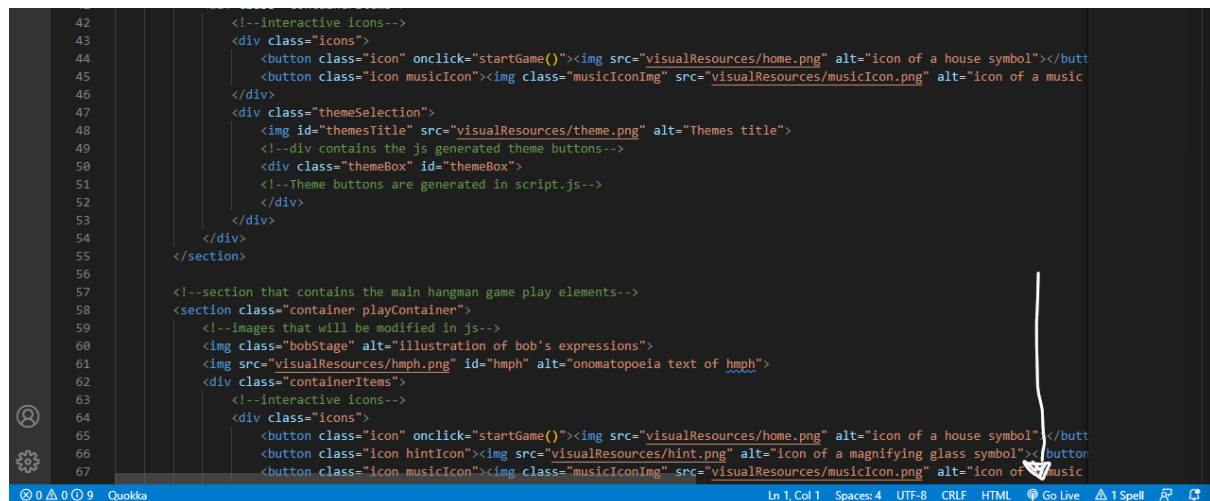 42 <!--interactive icons-->
43 <div class="icons">
44 <button class="icon" onclick="startGame()"><img src="visualResources/home.png" alt="icon of a house symbol"></butt
45 <button class="icon musicIcon"><img class="musicIconImg" src="visualResources/musicIcon.png" alt="icon of a music
46 </div>
47 <div class="themeSelection">
48 <img id="themesTitle" src="visualResources/theme.png" alt="Themes title">
49 <!--div contains the js generated theme buttons-->
50 <div class="themeBox" id="themeBox">
51 <!--Theme buttons are generated in script.js-->
52 </div>
53 </div>
54 </div>
55 </section>
56
57 <!--section that contains the main hangman game play elements-->
58 <section class="container playContainer">
59 <!--images that will be modified in js-->
60 <img class="bobStage" alt="illustration of bob's expressions">
61 <img src="visualResources/hmph.png" id="hmph" alt="onomatopoeia text of hmph">
62 <div class="containerItems">
63 <!--interactive icons-->
64 <div class="icons">
65 <button class="icon" onclick="startGame()"><img src="visualResources/home.png" alt="icon of a house symbol"></butt
66 <button class="icon hintIcon"><img src="visualResources/hint.png" alt="icon of a magnifying glass symbol"></button
67 <button class="icon musicIcon"><img class="musicIconImg" src="visualResources/musicIcon.png" alt="icon of music
0 0 9 Quokka Ln 1, Col 1 Spaces: 4 UTF-8 CRLF HTML Go Live 1 Spell